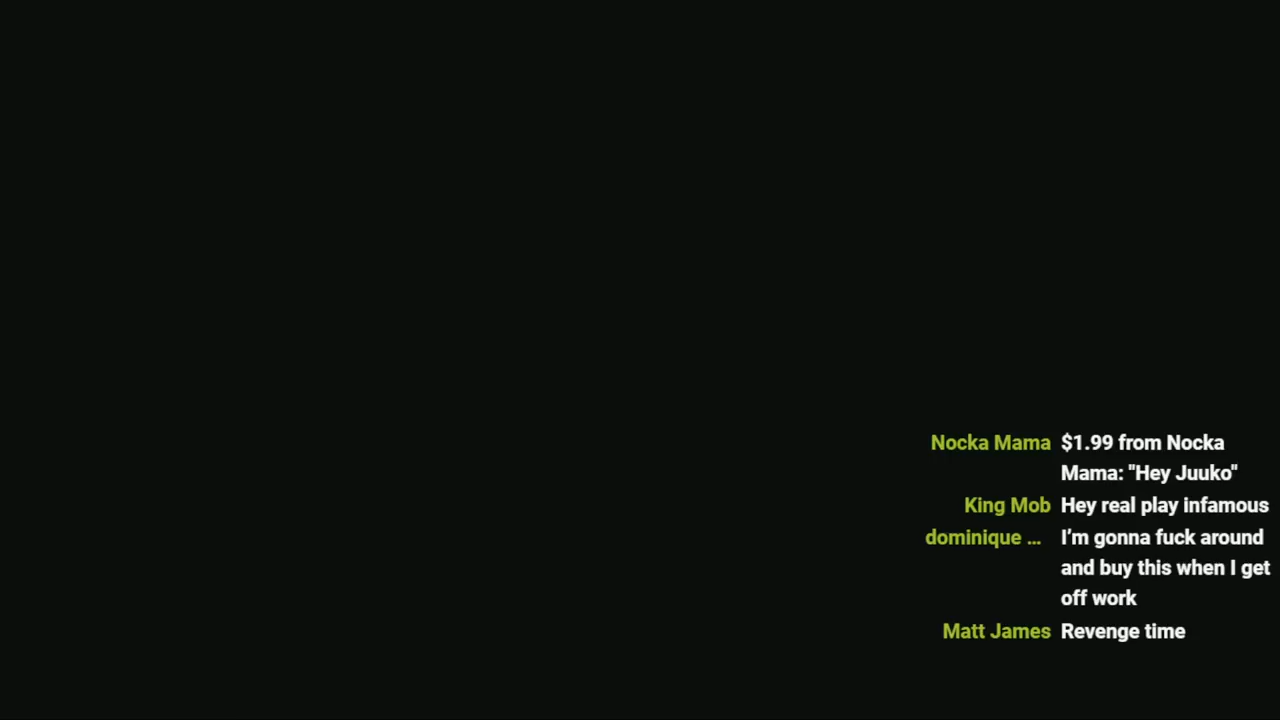 Nocka Mama $1.99 from Nocka
Mama: "Hey Juuko"
King Mob Hey real play infamous
dominique ... I'm gonna fuck around
and buy this when I get
off work
Matt James Revenge time